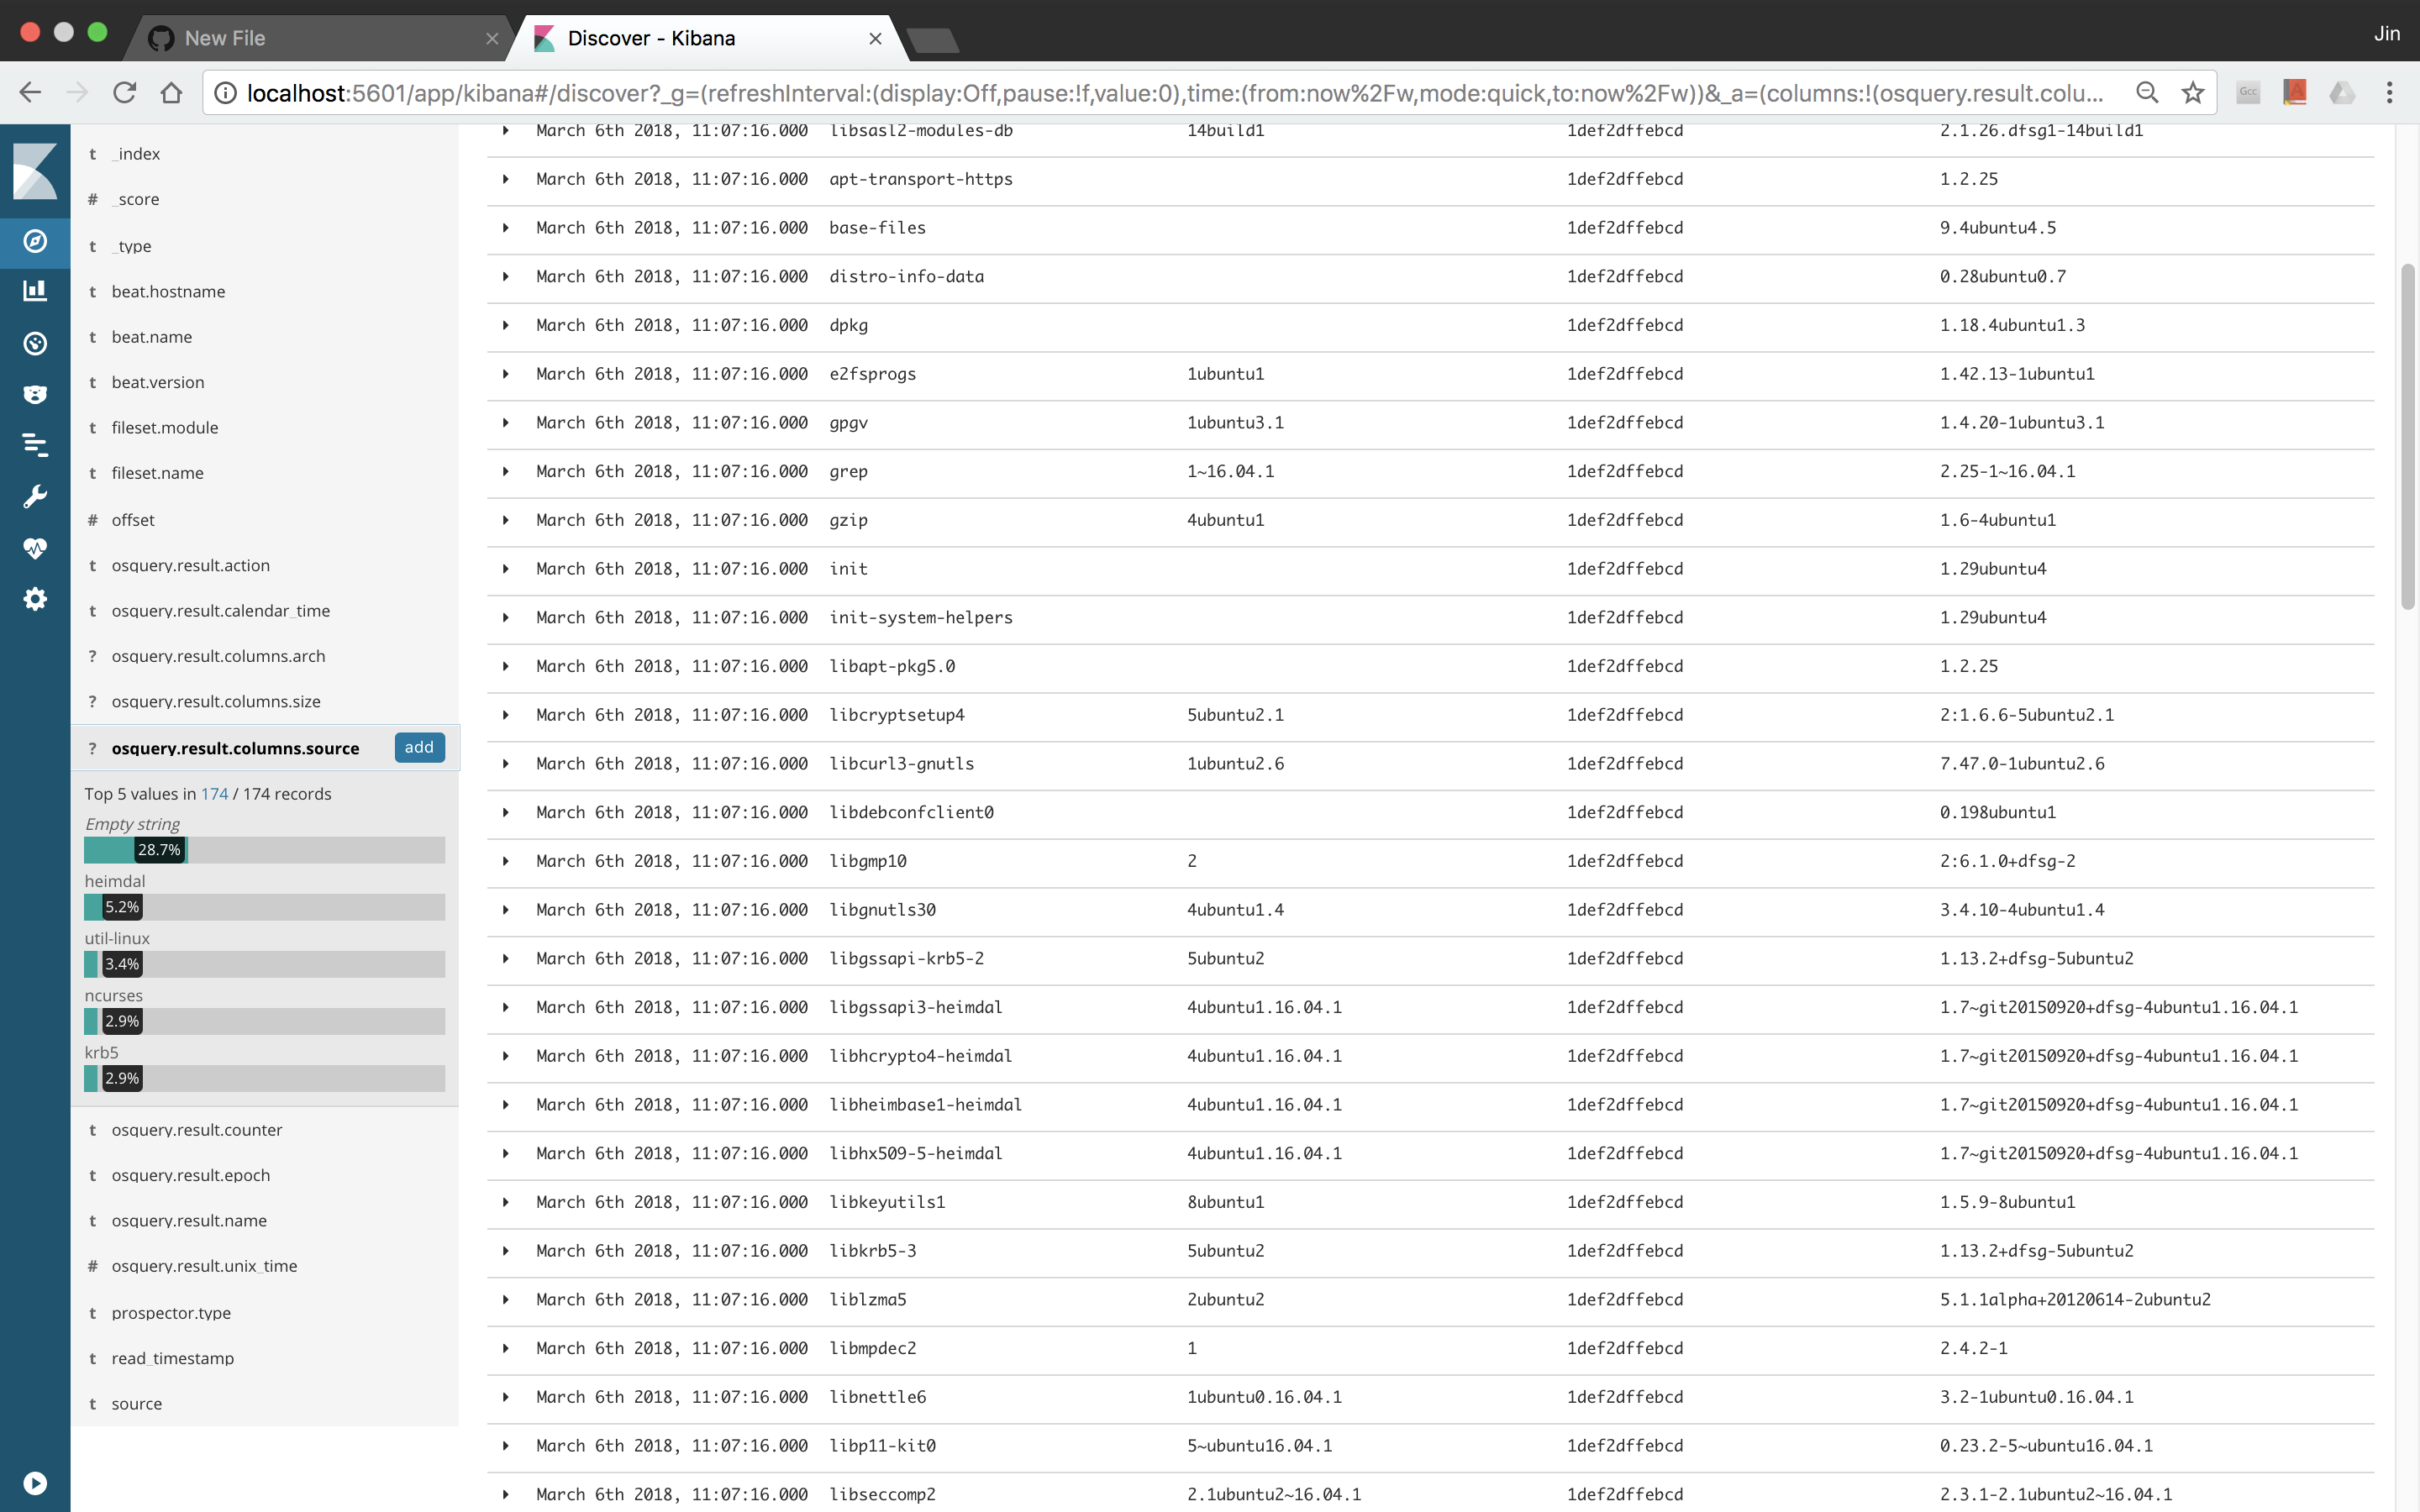 New File
Discover - Kibana
Jin
localhost:5601/app/kibana#/discover?_g=(refreshInterval:(display:Off,pause:!f,value:0),time:(from:now%2Fw,mode:quick,to:now%2Fw))&_a=(columns:!(osquery.result.colu...
Gcc
t _index
# _score
t _type
t beat.hostname
t beat.name
t beat.version
t fileset.module
t fileset.name
# offset
t osquery.result.action
t osquery.result.calendar_time
? osquery.result.columns.arch
? osquery.result.columns.size
? osquery.result.columns.source add
Top 5 values in 174 / 174 records
Empty string
28.7%
heimdal
5.2%
util-linux
3.4%
ncurses
2.9%
krb5
2.9%
t osquery.result.counter
t osquery.result.epoch
t osquery.result.name
# osquery.result.unix_time
t prospector.type
t read_timestamp
t source
March 6th 2018, 11:07:16.000 libsasl2-modules-db 14build1 1def2dffebcd 2.1.26.dfsg1-14build1
March 6th 2018, 11:07:16.000 apt-transport-https 1def2dffebcd 1.2.25
March 6th 2018, 11:07:16.000 base-files 1def2dffebcd 9.4ubuntu4.5
March 6th 2018, 11:07:16.000 distro-info-data 1def2dffebcd 0.28ubuntu0.7
March 6th 2018, 11:07:16.000 dpkg 1def2dffebcd 1.18.4ubuntu1.3
March 6th 2018, 11:07:16.000 e2fsprogs 1ubuntu1 1def2dffebcd 1.42.13-1ubuntu1
March 6th 2018, 11:07:16.000 gpgv 1ubuntu3.1 1def2dffebcd 1.4.20-1ubuntu3.1
March 6th 2018, 11:07:16.000 grep 1~16.04.1 1def2dffebcd 2.25-1~16.04.1
March 6th 2018, 11:07:16.000 gzip 4ubuntu1 1def2dffebcd 1.6-4ubuntu1
March 6th 2018, 11:07:16.000 init 1def2dffebcd 1.29ubuntu4
March 6th 2018, 11:07:16.000 init-system-helpers 1def2dffebcd 1.29ubuntu4
March 6th 2018, 11:07:16.000 libapt-pkg5.0 1def2dffebcd 1.2.25
March 6th 2018, 11:07:16.000 libcryptsetup4 5ubuntu2.1 1def2dffebcd 2:1.6.6-5ubuntu2.1
March 6th 2018, 11:07:16.000 libcurl3-gnutls 1ubuntu2.6 1def2dffebcd 7.47.0-1ubuntu2.6
March 6th 2018, 11:07:16.000 libdebconfclient0 1def2dffebcd 0.198ubuntu1
March 6th 2018, 11:07:16.000 libgmp10 2 1def2dffebcd 2:6.1.0+dfsg-2
March 6th 2018, 11:07:16.000 libgnutls30 4ubuntu1.4 1def2dffebcd 3.4.10-4ubuntu1.4
March 6th 2018, 11:07:16.000 libgssapi-krb5-2 5ubuntu2 1def2dffebcd 1.13.2+dfsg-5ubuntu2
March 6th 2018, 11:07:16.000 libgssapi3-heimdal 4ubuntu1.16.04.1 1def2dffebcd 1.7~git20150920+dfsg-4ubuntu1.16.04.1
March 6th 2018, 11:07:16.000 libhcrypto4-heimdal 4ubuntu1.16.04.1 1def2dffebcd 1.7~git20150920+dfsg-4ubuntu1.16.04.1
March 6th 2018, 11:07:16.000 libheimbase1-heimdal 4ubuntu1.16.04.1 1def2dffebcd 1.7~git20150920+dfsg-4ubuntu1.16.04.1
March 6th 2018, 11:07:16.000 libhx509-5-heimdal 4ubuntu1.16.04.1 1def2dffebcd 1.7~git20150920+dfsg-4ubuntu1.16.04.1
March 6th 2018, 11:07:16.000 libkeyutils1 8ubuntu1 1def2dffebcd 1.5.9-8ubuntu1
March 6th 2018, 11:07:16.000 libkrb5-3 5ubuntu2 1def2dffebcd 1.13.2+dfsg-5ubuntu2
March 6th 2018, 11:07:16.000 liblzma5 2ubuntu2 1def2dffebcd 5.1.1alpha+20120614-2ubuntu2
March 6th 2018, 11:07:16.000 libmpdec2 1 1def2dffebcd 2.4.2-1
March 6th 2018, 11:07:16.000 libnettle6 1ubuntu0.16.04.1 1def2dffebcd 3.2-1ubuntu0.16.04.1
March 6th 2018, 11:07:16.000 libp11-kit0 5~ubuntu16.04.1 1def2dffebcd 0.23.2-5~ubuntu16.04.1
March 6th 2018, 11:07:16.000 libseccomp2 2.1ubuntu2~16.04.1 1def2dffebcd 2.3.1-2.1ubuntu2~16.04.1